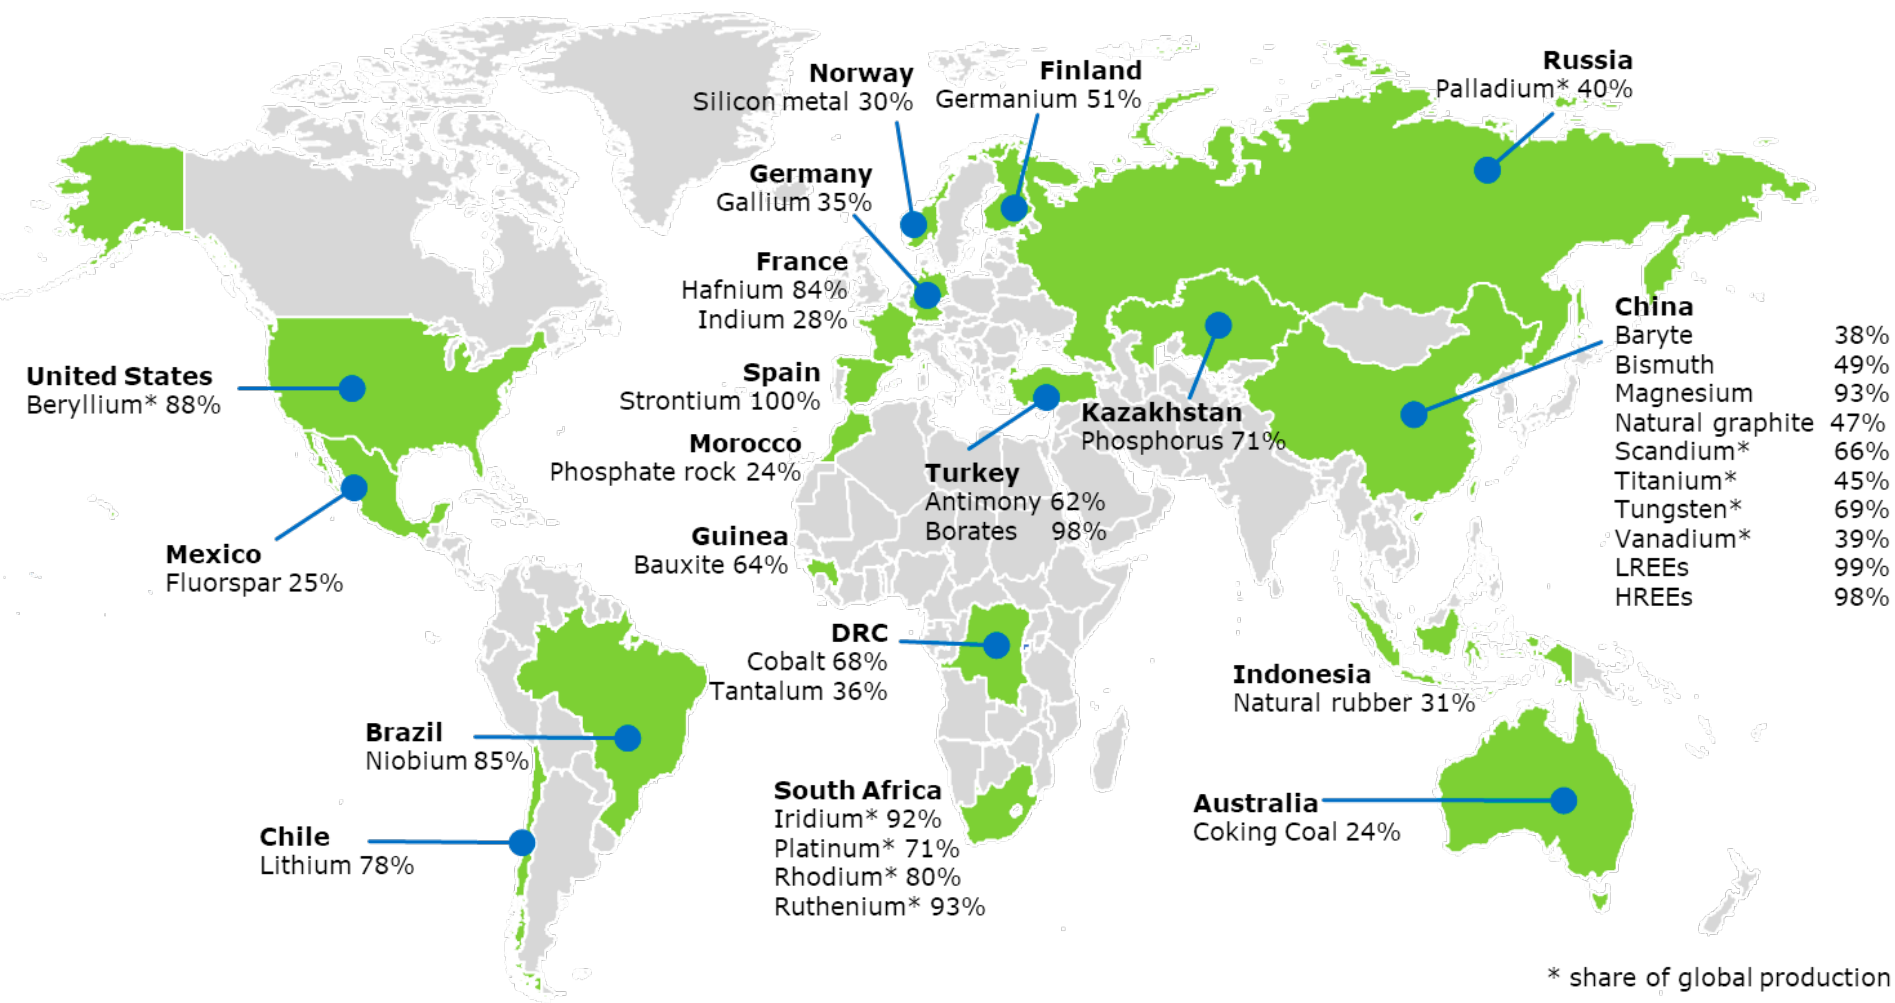 Norway
Silicon metal 30%
Finland
Germanium 51%
Russia
Palladium* 40%
Germany
Gallium 35%
France
Hafnium 84%
Indium 28%
China
Baryte 38%
Bismuth 49%
Magnesium 93%
Natural graphite 47%
Scandium* 66%
Titanium* 45%
Tungsten* 69%
Vanadium* 39%
LREEs 99%
HREEs 98%
United States
Beryllium* 88%
Spain
Strontium 100%
Kazakhstan
Phosphorus 71%
Morocco
Phosphate rock 24%
Turkey
Antimony 62%
Borates 98%
Mexico
Fluorspar 25%
Guinea
Bauxite 64%
DRC
Cobalt 68%
Tantalum 36%
Indonesia
Natural rubber 31%
Brazil
Niobium 85%
South Africa
Iridium* 92%
Platinum* 71%
Rhodium* 80%
Ruthenium* 93%
Australia
Coking Coal 24%
Chile
Lithium 78%
* share of global production